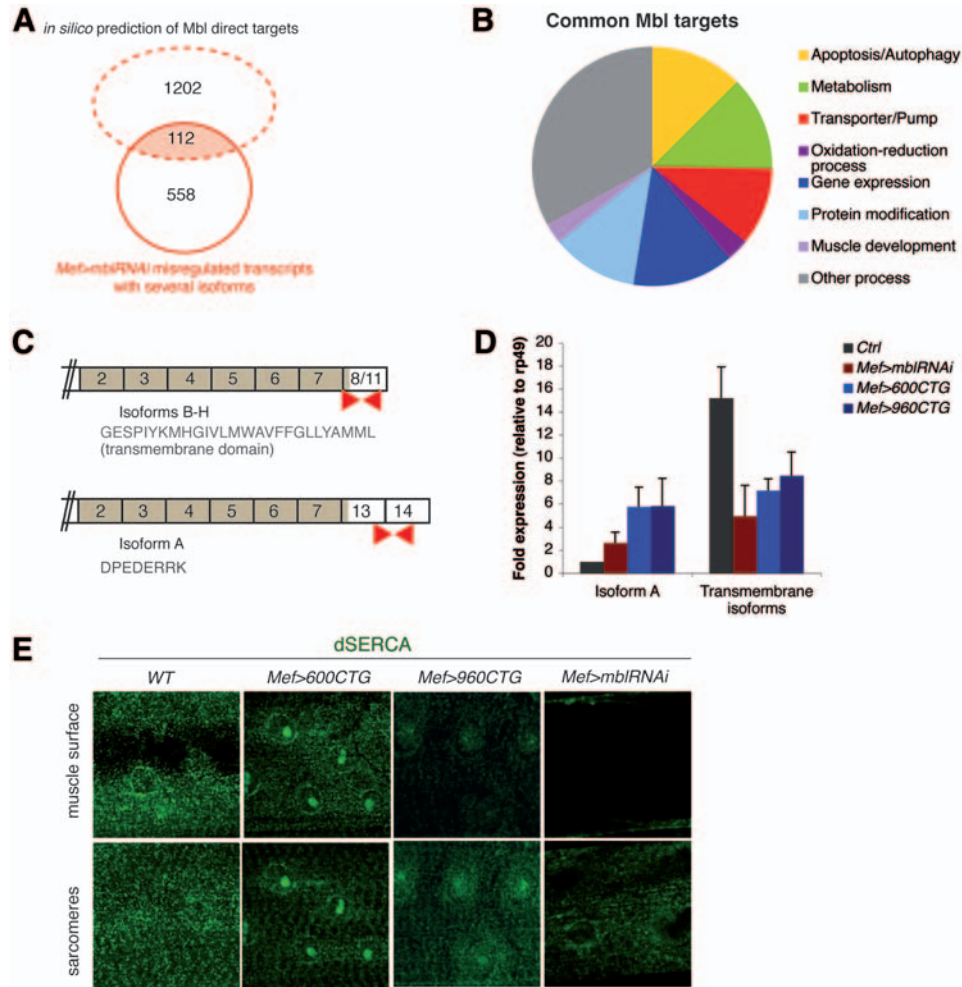 A
in silico prediction of Mbl direct targets
1202
112
558
Mef>mblRNAi misregulated transcripts
with several isoforms
B
Common Mbl targets
Apoptosis/Autophagy
Metabolism
Transporter/Pump
Oxidation-reduction
process
Gene expression
Protein modification
Muscle development
Other process
C
2 3 4 5 6 7 8/11
Isoforms B-H
GESPIYKMHGIVLMWAVFFGLLYAMML
(transmembrane domain)
2 3 4 5 6 7 13 14
Isoform A
DPEDERRK
D
Fold expression (relative to rp49)
20
18
16
14
12
10
8
6
4
2
0
Isoform A
Transmembrane
isoforms
Ctrl
Mef>mblRNAi
Mef>600CTG
Mef>960CTG
E
dSERCA
WT Mef>600CTG Mef>960CTG Mef>mblRNAi
muscle surface
sarcomeres